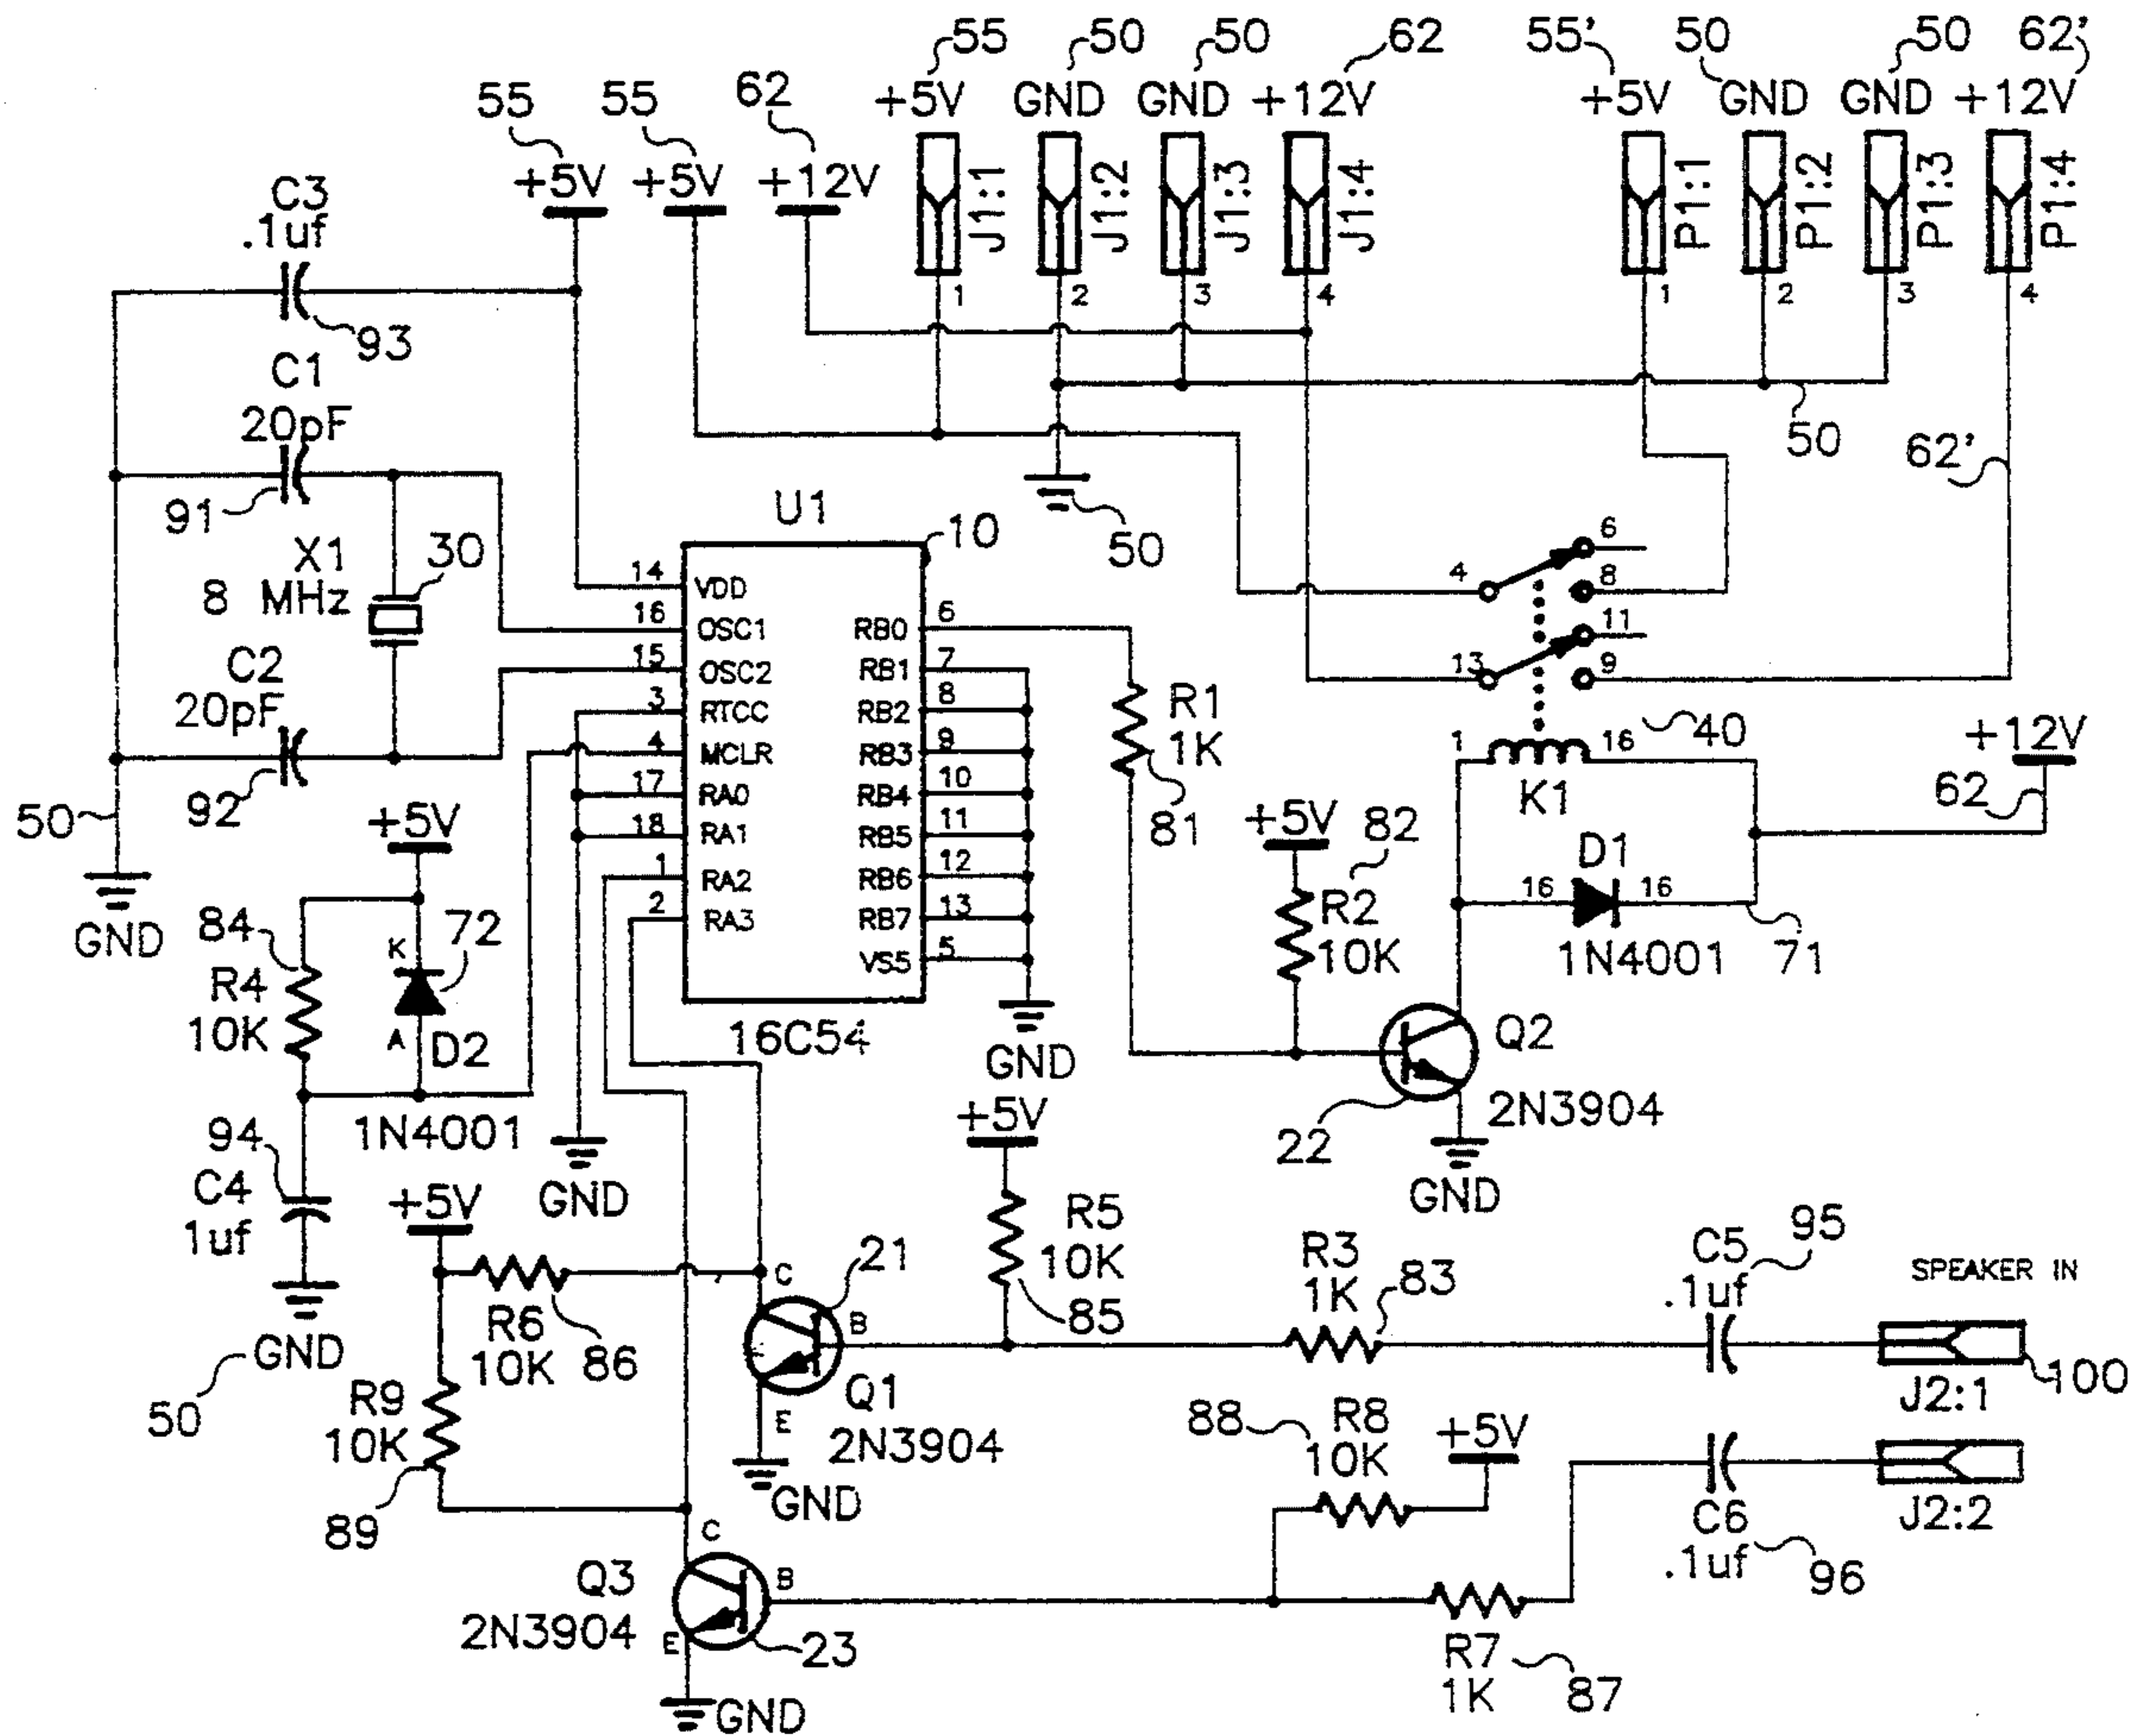 55 50 50 62 55' 50 50 62'
+5V GND GND +12V +5V GND GND +12V
55 55 62
+5V +5V +12V
J1:1 J1:2 J1:3 J1:4 P1:1 P1:2 P1:3 P1:4
1 2 3 4 1 2 3 4
C3
.1uf
93
C1
20pF
91
50
62'
50
X1
8 MHz
30
C2
20pF
92
50
GND
U1
10
14 VDD
16 OSC1
15 OSC2
3 RTCC
4 MCLR
17 RA0
18 RA1
1 RA2
2 RA3
RB0 6
RB1 7
RB2 8
RB3 9
RB4 10
RB5 11
RB6 12
RB7 13
VS5 5
16C54
GND
4 6
8
11
13 9
40
1 16
K1
+12V
62
R1
1K
81
+5V
82
R2
10K
D1
16 16
1N4001
71
Q2
2N3904
22
GND
+5V
84
R4
10K
K
72
A
D2
1N4001
94
C4
1uf
GND
50
GND
+5V
R6
10K
86
R9
10K
89
C
21
B
Q1
2N3904
E
GND
+5V
R5
10K
85
R3
1K
83
C5
.1uf
95
SPEAKER IN
100
J2:1
88
R8
10K
+5V
C6
.1uf
96
J2:2
C
Q3
2N3904
B
E
23
GND
R7
1K
87